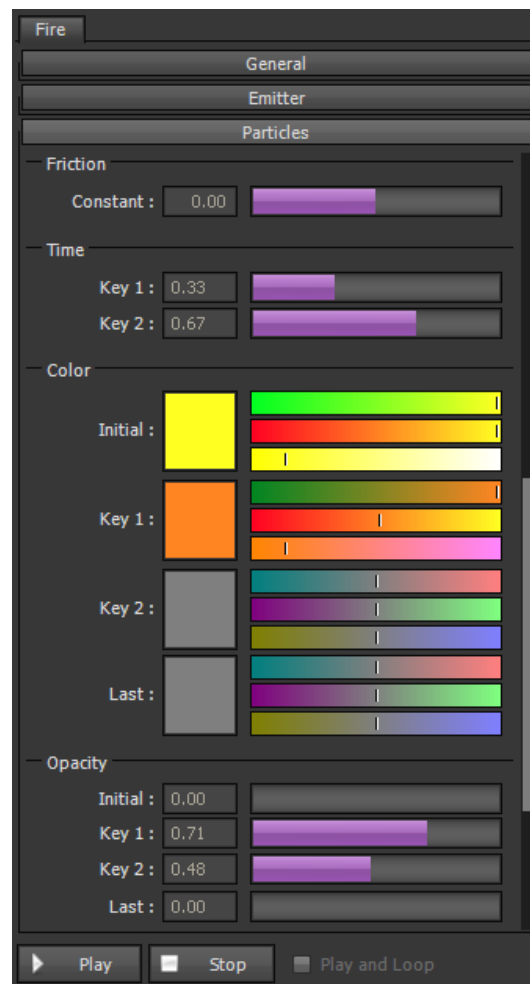 Fire
General
Emitter
Particles
Friction
Constant : 0.00
Time
Key 1 : 0.33
Key 2 : 0.67
Color
Initial :
Key 1 :
Key 2 :
Last :
Opacity
Initial : 0.00
Key 1 : 0.71
Key 2 : 0.48
Last : 0.00
Play Stop Play and Loop